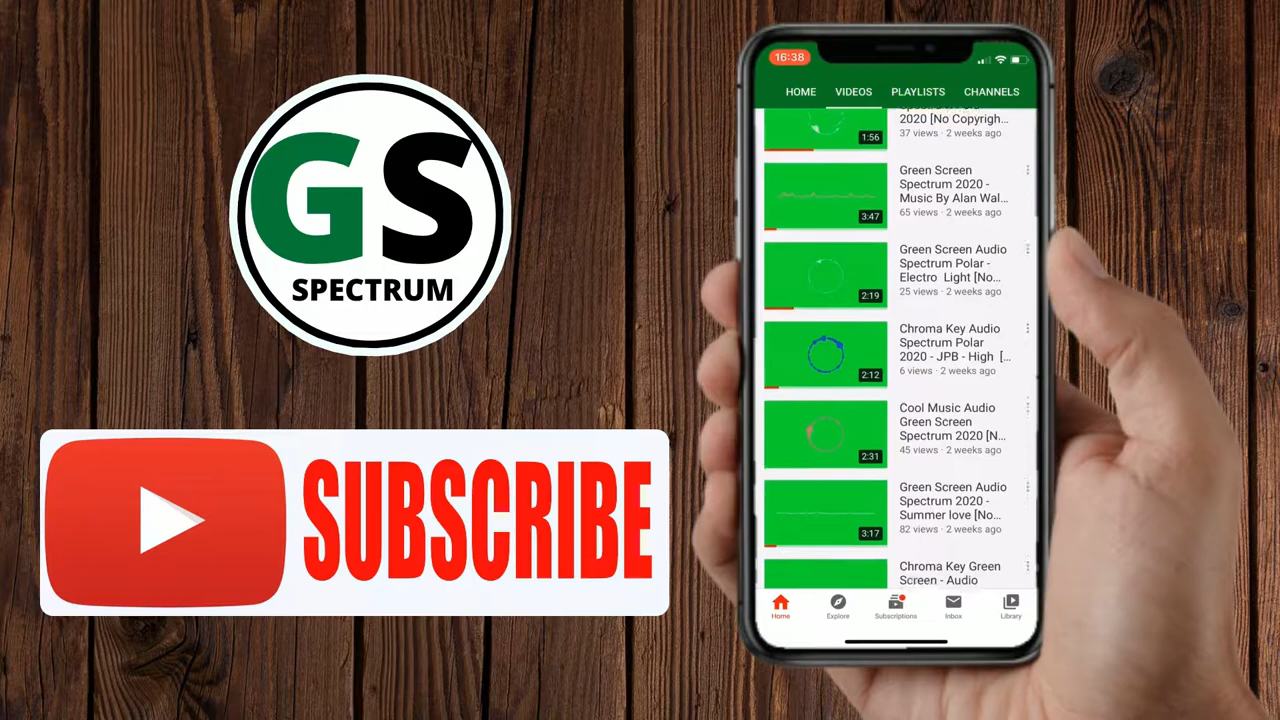 GS
SPECTRUM
SUBSCRIBE
16:38
HOME VIDEOS PLAYLISTS CHANNELS
2020 [No Copyrigh...
37 views · 2 weeks ago
1:56
Green Screen
Spectrum 2020 -
Music By Alan Wal...
65 views · 2 weeks ago
3:47
Green Screen Audio
Spectrum Polar -
Electro Light [No...
25 views · 2 weeks ago
2:19
Chroma Key Audio
Spectrum Polar
2020 - JPB - High [...
6 views · 2 weeks ago
2:12
Cool Music Audio
Green Screen
Spectrum 2020 [N...
45 views · 2 weeks ago
2:31
Green Screen Audio
Spectrum 2020 -
Summer love [No...
82 views · 2 weeks ago
3:17
Chroma Key Green
Screen - Audio
Home Explore Subscriptions Inbox Library